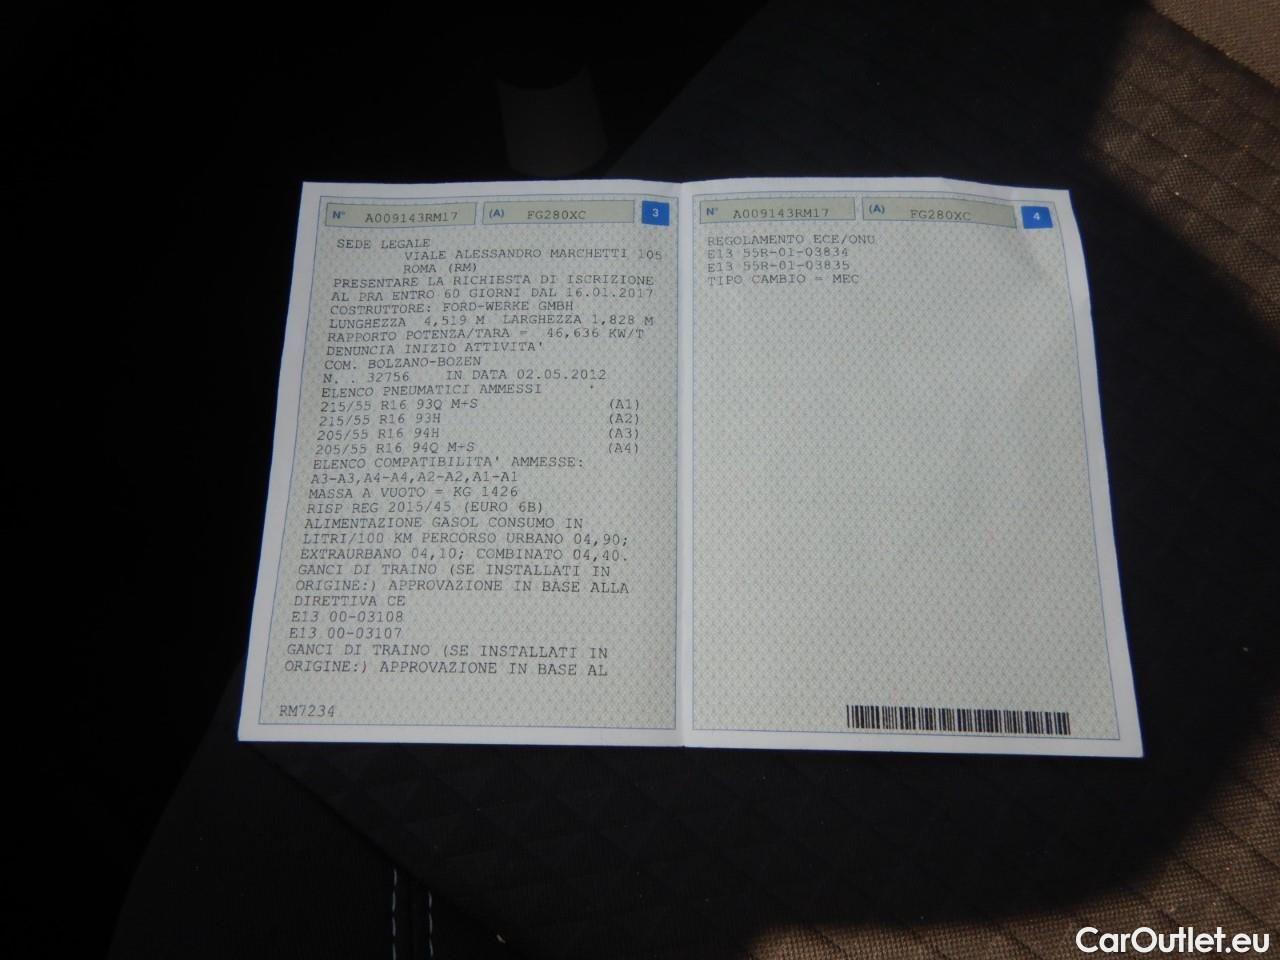 N° A009143RM17 (A) FG280XC 3
SEDE LEGALE
VIALE ALESSANDRO MARCHETTI 105
ROMA (RM)
PRESENTARE LA RICHIESTA DI ISCRIZIONE
AL PRA ENTRO 60 GIORNI DAL 16.01.2017
COSTRUTTORE: FORD-WERKE GMBH
LUNGHEZZA 4,519 M LARGHEZZA 1,828 M
RAPPORTO POTENZA/TARA = 46,636 KW/T
DENUNCIA INIZIO ATTIVITA'
COM. BOLZANO-BOZEN
N. . 32756 IN DATA 02.05.2012
ELENCO PNEUMATICI AMMESSI
215/55 R16 93Q M+S (A1)
215/55 R16 93H (A2)
205/55 R16 94H (A3)
205/55 R16 94Q M+S (A4)
ELENCO COMPATIBILITA' AMMESSE:
A3-A3,A4-A4,A2-A2,A1-A1
MASSA A VUOTO = KG 1426
RISP REG 2015/45 (EURO 6B)
ALIMENTAZIONE GASOL CONSUMO IN
LITRI/100 KM PERCORSO URBANO 04,90;
EXTRAURBANO 04,10; COMBINATO 04,40.
GANCI DI TRAINO (SE INSTALLATI IN
ORIGINE:) APPROVAZIONE IN BASE ALLA
DIRETTIVA CE
E13 00-03108
E13 00-03107
GANCI DI TRAINO (SE INSTALLATI IN
ORIGINE:) APPROVAZIONE IN BASE AL
RM7234
N° A009143RM17 (A) FG280XC 4
REGOLAMENTO ECE/ONU
E13 55R-01-03834
E13 55R-01-03835
TIPO CAMBIO = MEC
CarOutlet.eu